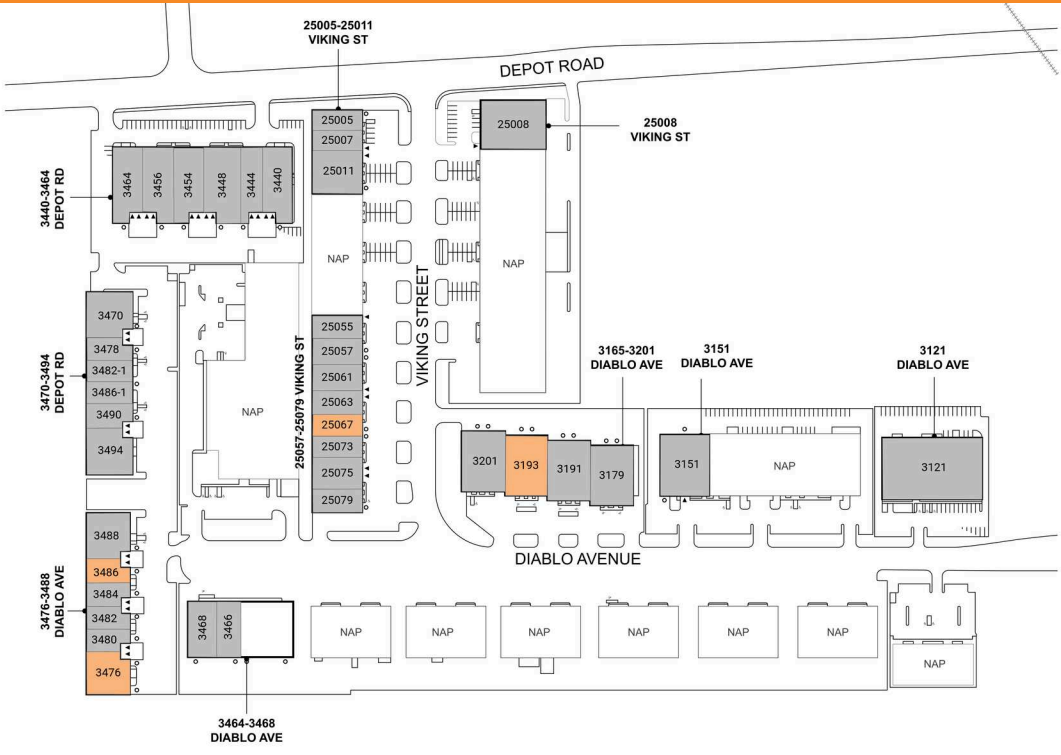 25005-25011
VIKING ST
DEPOT ROAD
25005
25007
25011
25008
25008
VIKING ST
3440-3464
DEPOT RD
3464
3456
3454
3448
3444
3440
NAP
NAP
VIKING STREET
3470-3494
DEPOT RD
3470
3478
3482-1
3486-1
3490
3494
NAP
25057-25079 VIKING ST
25055
25057
25061
25063
25067
25073
25075
25079
3165-3201
DIABLO AVE
3151
DIABLO AVE
3121
DIABLO AVE
3201
3193
3191
3179
3151
NAP
3121
DIABLO AVENUE
3476-3488
DIABLO AVE
3488
3486
3484
3482
3480
3476
3468
3466
NAP
NAP
NAP
NAP
NAP
NAP
NAP
3464-3468
DIABLO AVE